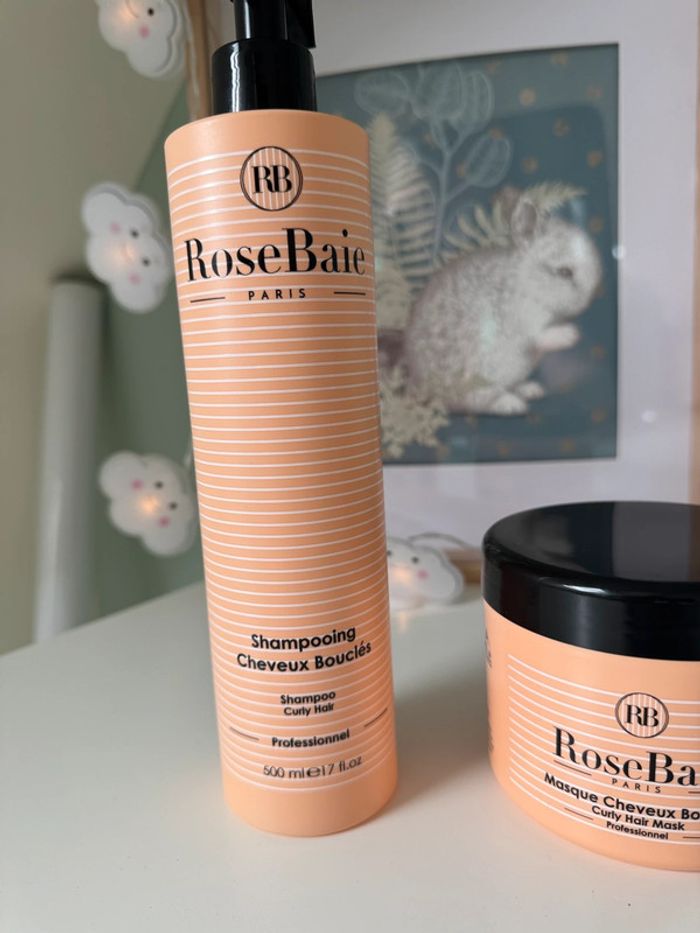 RB
RoseBaie
PARIS
Shampooing
Cheveux Bouclés
Shampoo
Curly Hair
Professionnel
500 ml ℮ 17 fl.oz
RB
RoseBa
PARIS
Masque Cheveux Bo
Curly Hair Mask
Professionnel